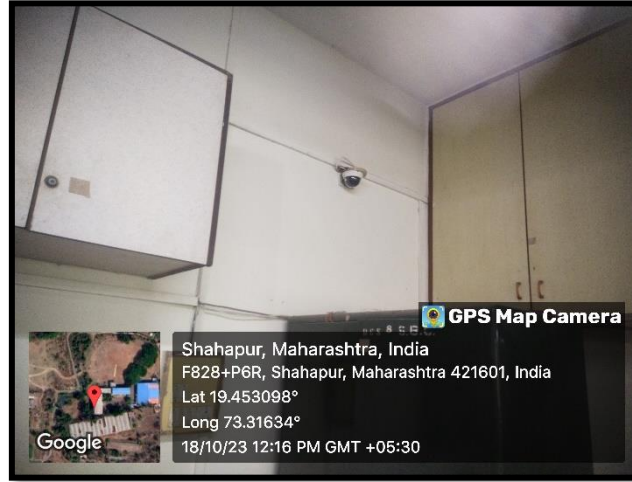 GPS Map Camera
Shahapur, Maharashtra, India
F828+P6R, Shahapur, Maharashtra 421601, India
Lat 19.453098°
Long 73.31634°
18/10/23 12:16 PM GMT +05:30
Google